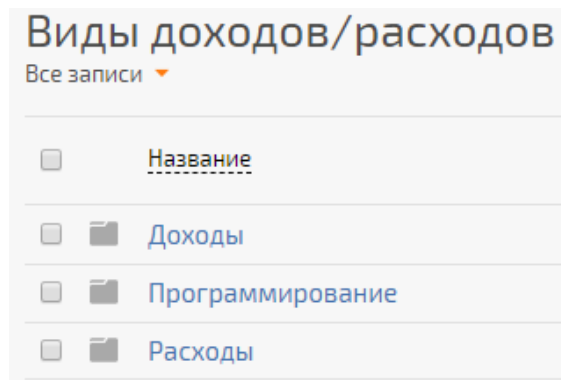 Виды доходов/расходов
Все записи
Название
Доходы
Программирование
Расходы